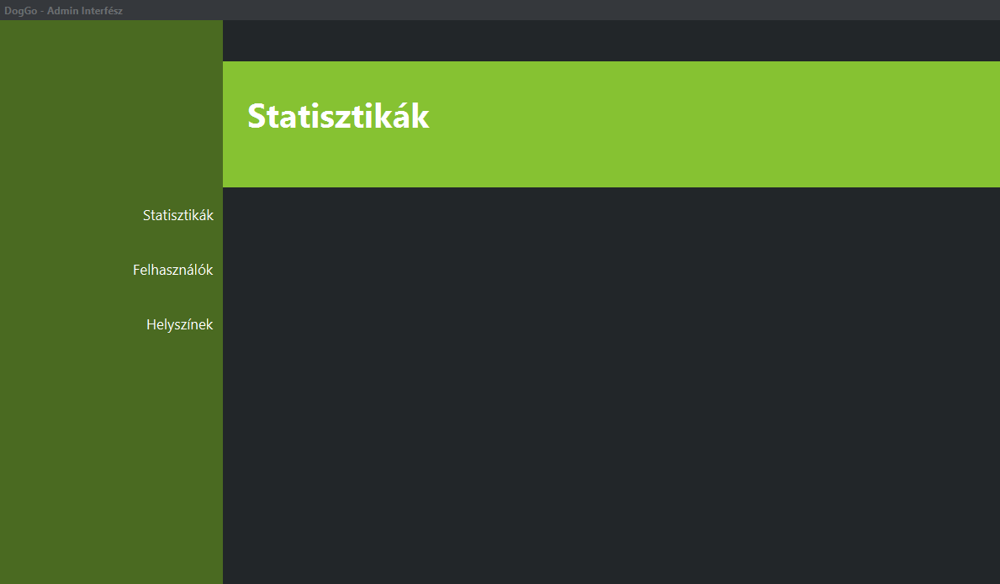 DogGo - Admin Interfész
Statisztikák
Statisztikák
Felhasználók
Helyszínek